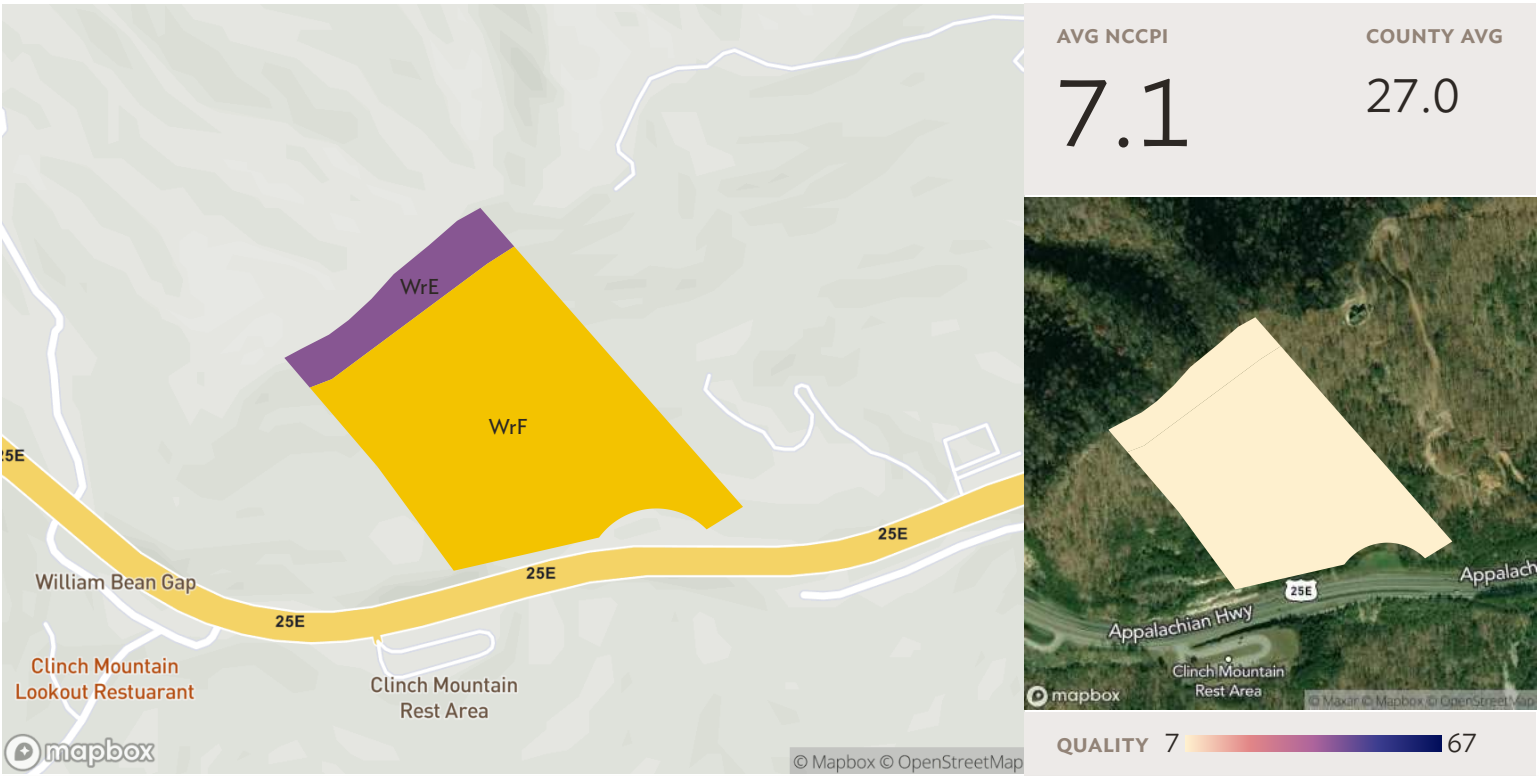 AVG NCCPI
COUNTY AVG
7.1
27.0
WrE
WrF
25E
25E
25E
25E
William Bean Gap
Clinch Mountain
Lookout Restuarant
Clinch Mountain
Rest Area
mapbox
© Mapbox © OpenStreetMap
25E
Appalach
Appalachian Hwy
Clinch Mountain
Rest Area
mapbox
© Maxar © Mapbox © OpenStreetMap
QUALITY 7 67